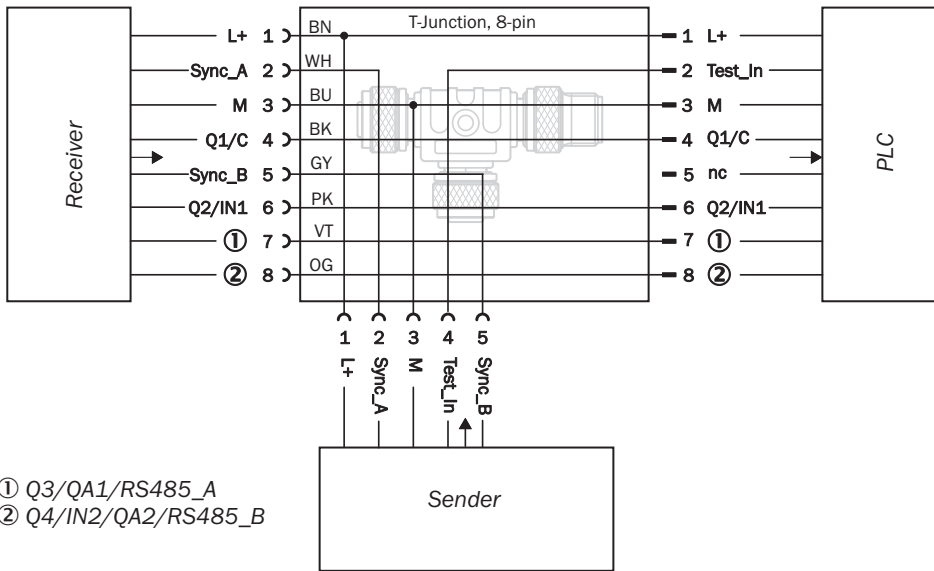 T-Junction, 8-pin
Receiver
PLC
L+ 1 BN 1 L+
Sync_A 2 WH 2 Test_In
M 3 BU 3 M
Q1/C 4 BK 4 Q1/C
Sync_B 5 GY 5 nc
Q2/IN1 6 PK 6 Q2/IN1
① 7 VT 7 ①
② 8 OG 8 ②
1 2 3 4 5
L+ Sync_A M Test_In Sync_B
Sender
① Q3/QA1/RS485_A
② Q4/IN2/QA2/RS485_B